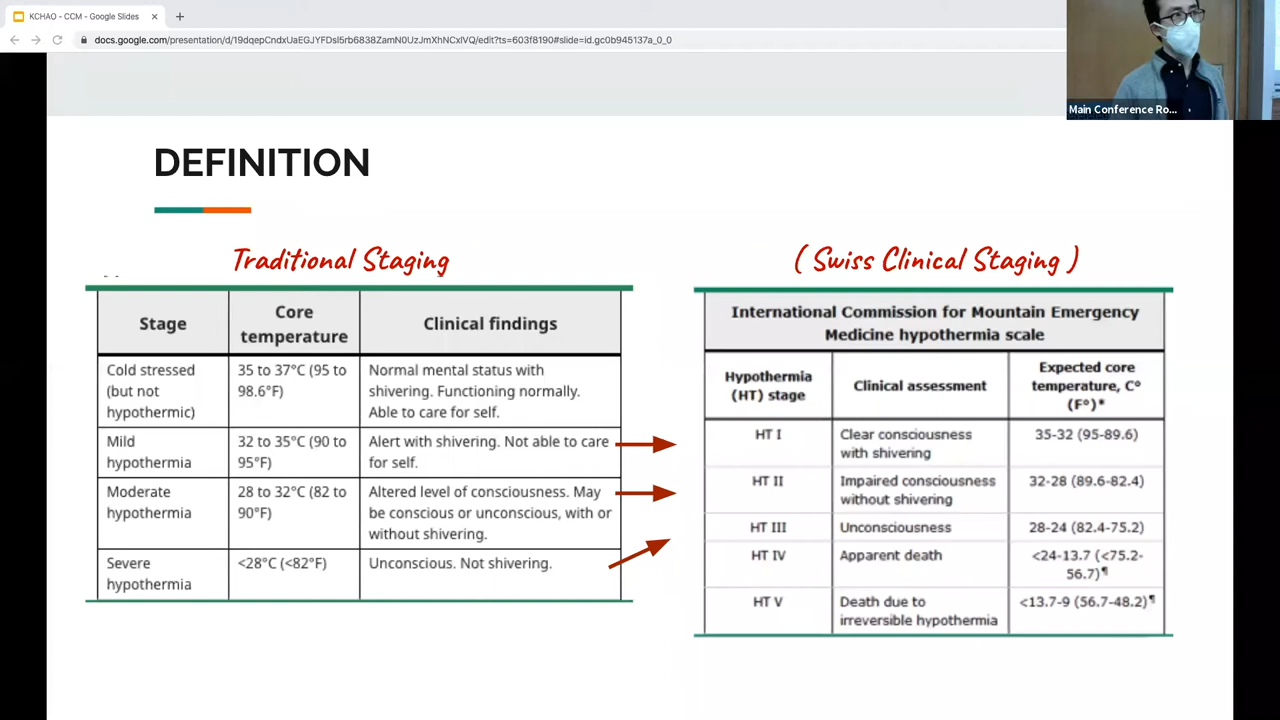 KCHAO - CCM - Google Slides
docs.google.com/presentation/d/19dqepCndxUaEGJYFDsl5rb6838ZamN0UzJmXhNCxIVQ/edit?ts=603f8190#slide=id.gc0b945137a_0_0
Main Conference Ro...
DEFINITION
Traditional Staging
Stage
Core
temperature
Clinical findings
Cold stressed
(but not
hypothermic)
35 to 37°C (95 to
98.6°F)
Normal mental status with
shivering. Functioning normally.
Able to care for self.
Mild
hypothermia
32 to 35°C (90 to
95°F)
Alert with shivering. Not able to care
for self.
Moderate
hypothermia
28 to 32°C (82 to
90°F)
Altered level of consciousness. May
be conscious or unconscious, with or
without shivering.
Severe
hypothermia
<28°C (<82°F)
Unconscious. Not shivering.
( Swiss Clinical Staging )
International Commission for Mountain Emergency
Medicine hypothermia scale
Hypothermia
(HT) stage
Clinical assessment
Expected core
temperature, C°
(F°)*
HT I
Clear consciousness
with shivering
35-32 (95-89.6)
HT II
Impaired consciousness
without shivering
32-28 (89.6-82.4)
HT III
Unconsciousness
28-24 (82.4-75.2)
HT IV
Apparent death
<24-13.7 (<75.2-
56.7)¶
HT V
Death due to
irreversible hypothermia
<13.7-9 (56.7-48.2)¶